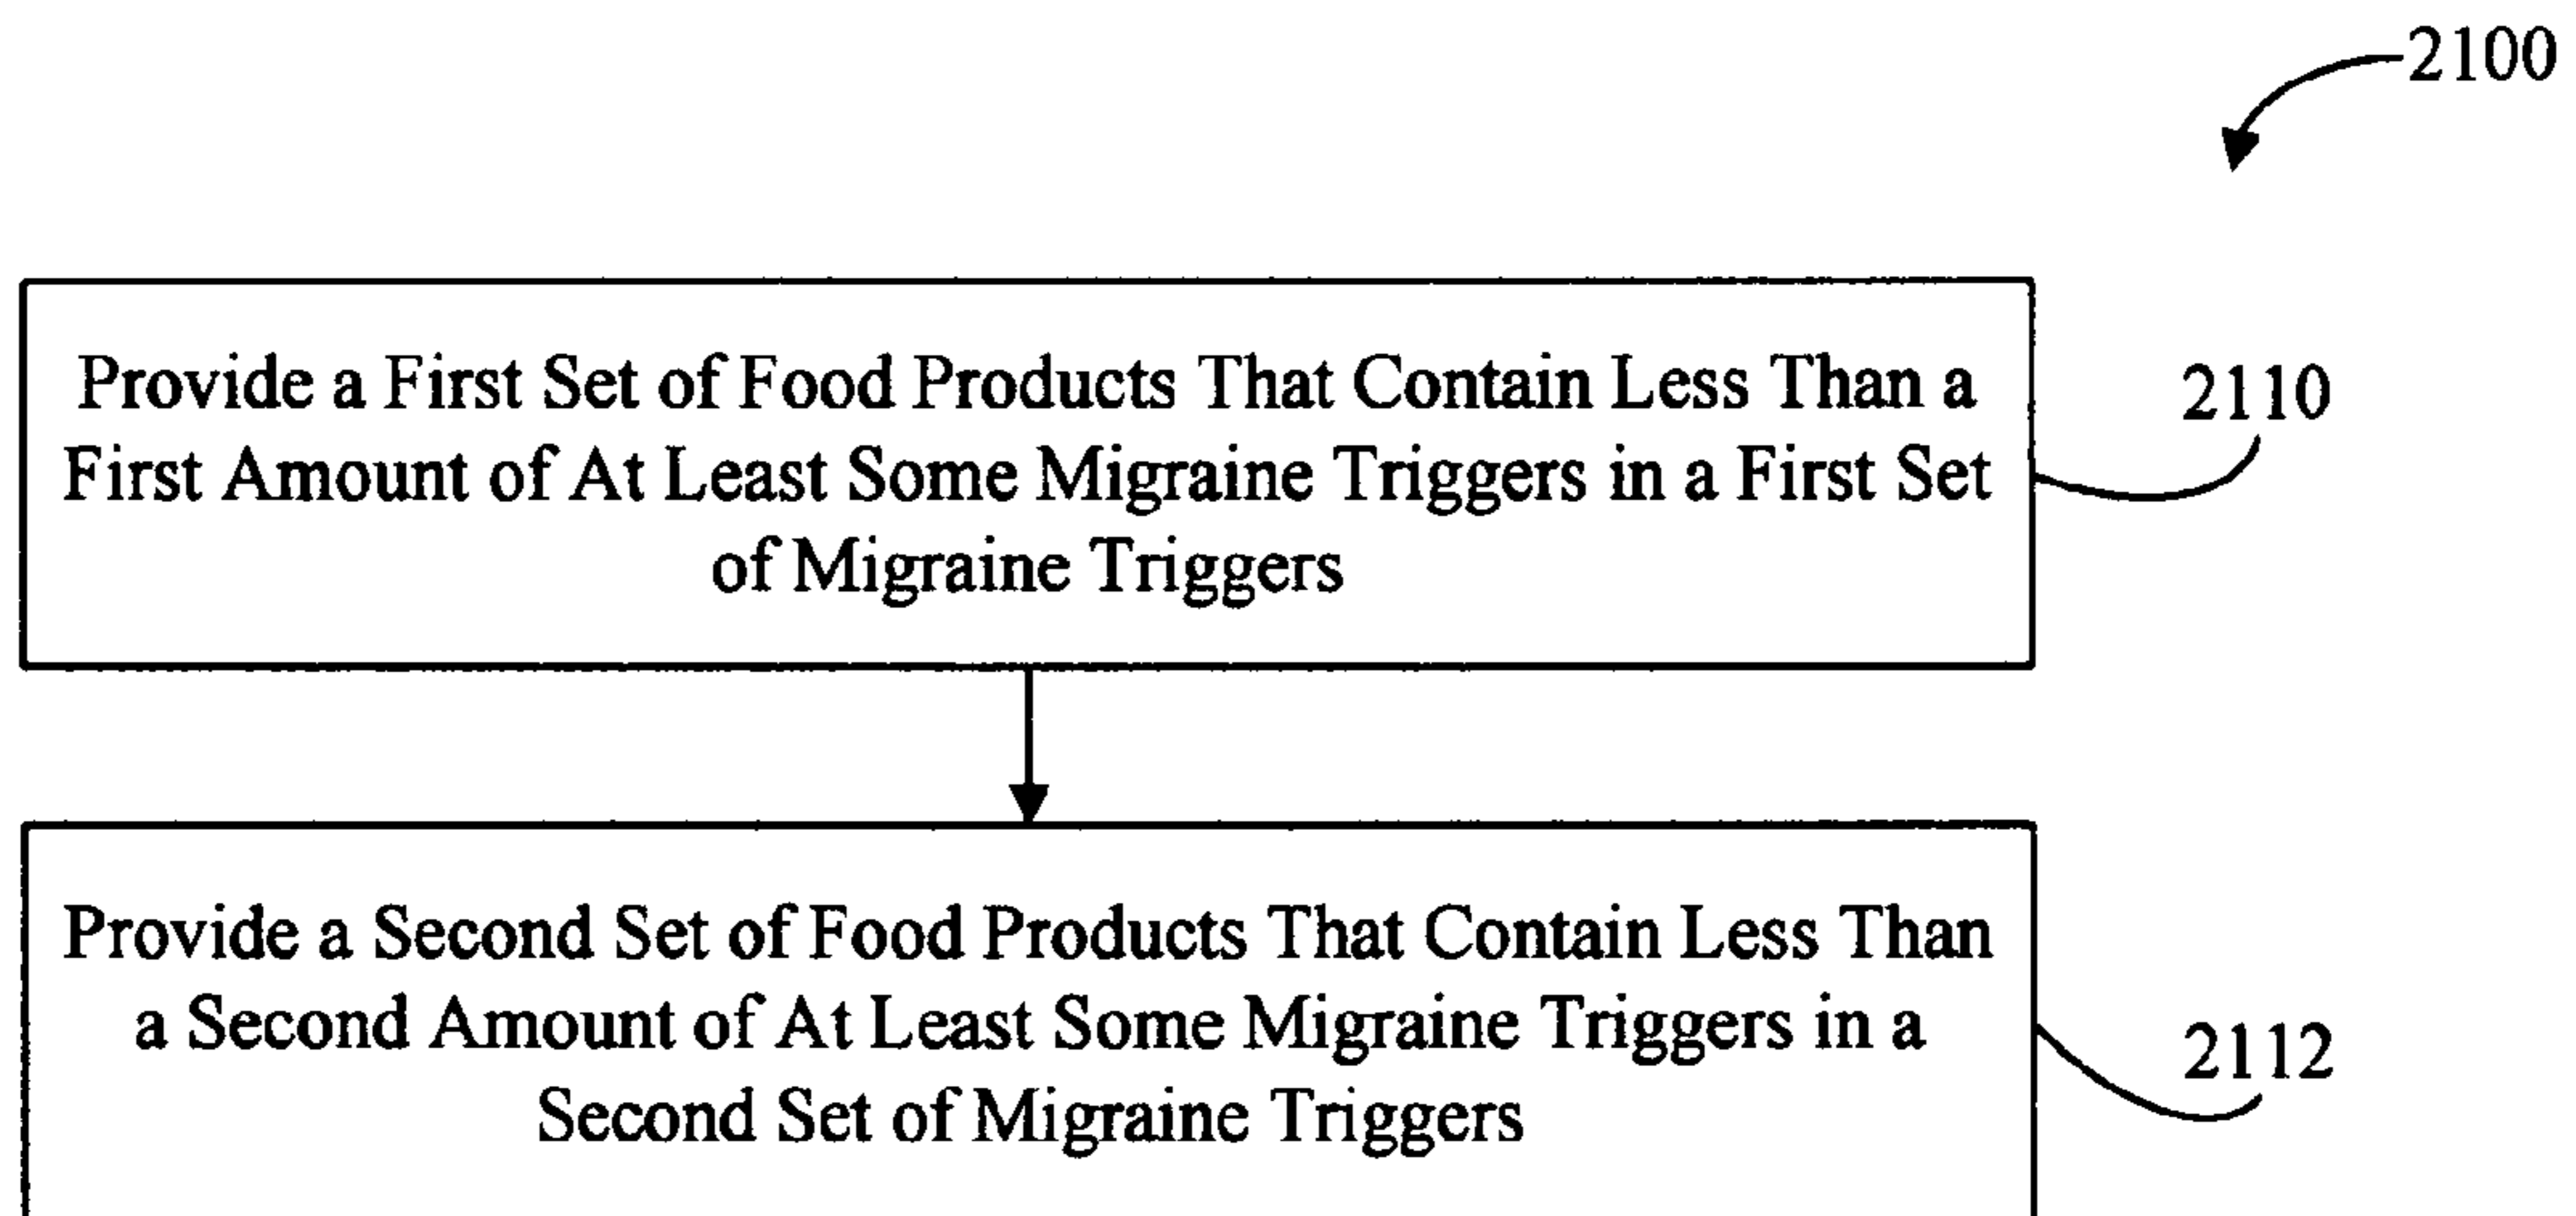 2100
Provide a First Set of Food Products That Contain Less Than a
First Amount of At Least Some Migraine Triggers in a First Set
of Migraine Triggers
2110
Provide a Second Set of Food Products That Contain Less Than
a Second Amount of At Least Some Migraine Triggers in a
Second Set of Migraine Triggers
2112